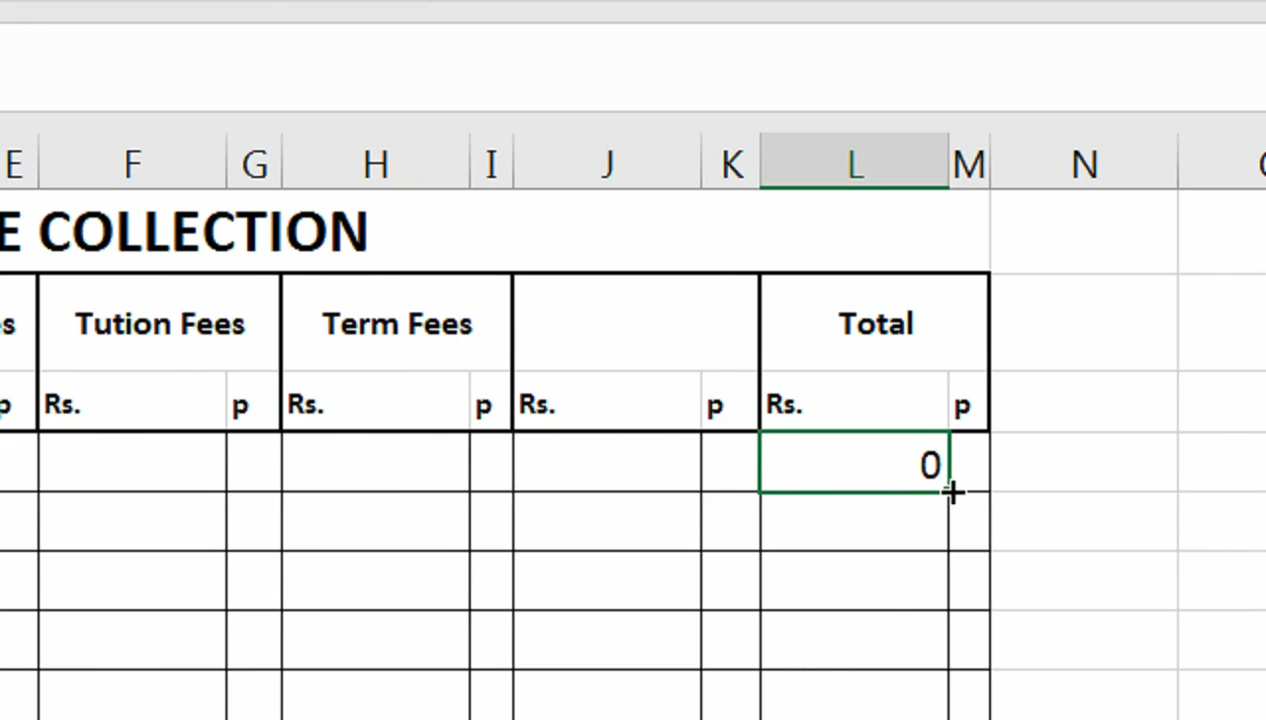 E F G H I J K L M N
E COLLECTION
s Tution Fees Term Fees Total
p Rs. p Rs. p Rs. p Rs. p
0